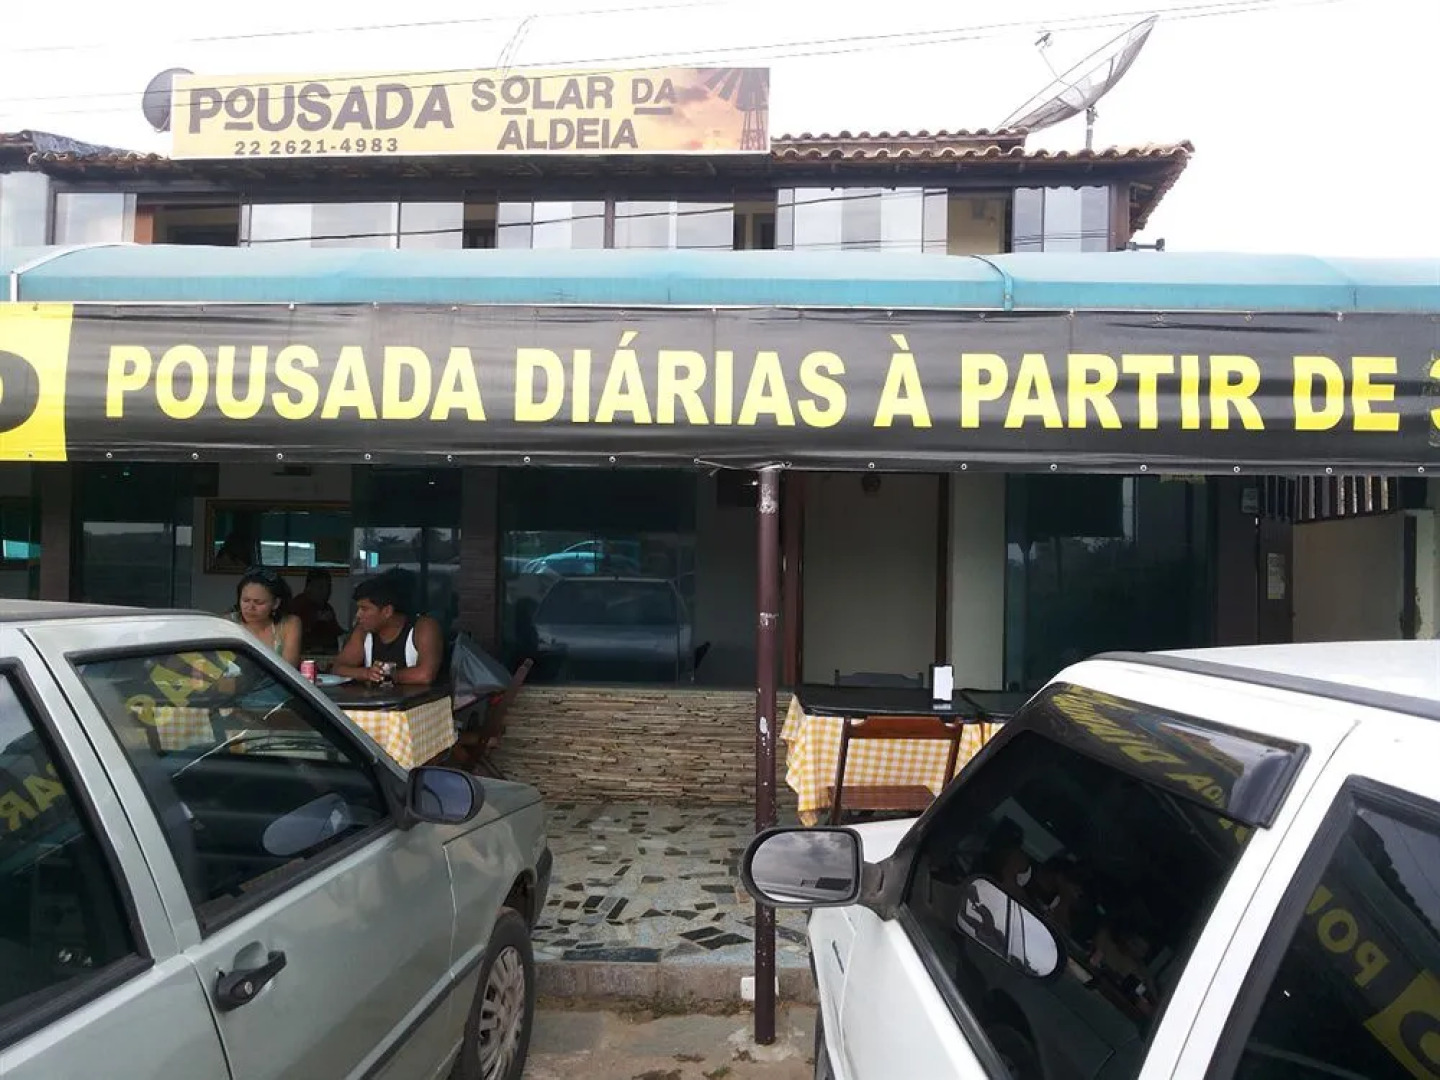 POUSADA SOLAR DA
ALDEIA
22 2621-4983
POUSADA DIÁRIAS À PARTIR DE